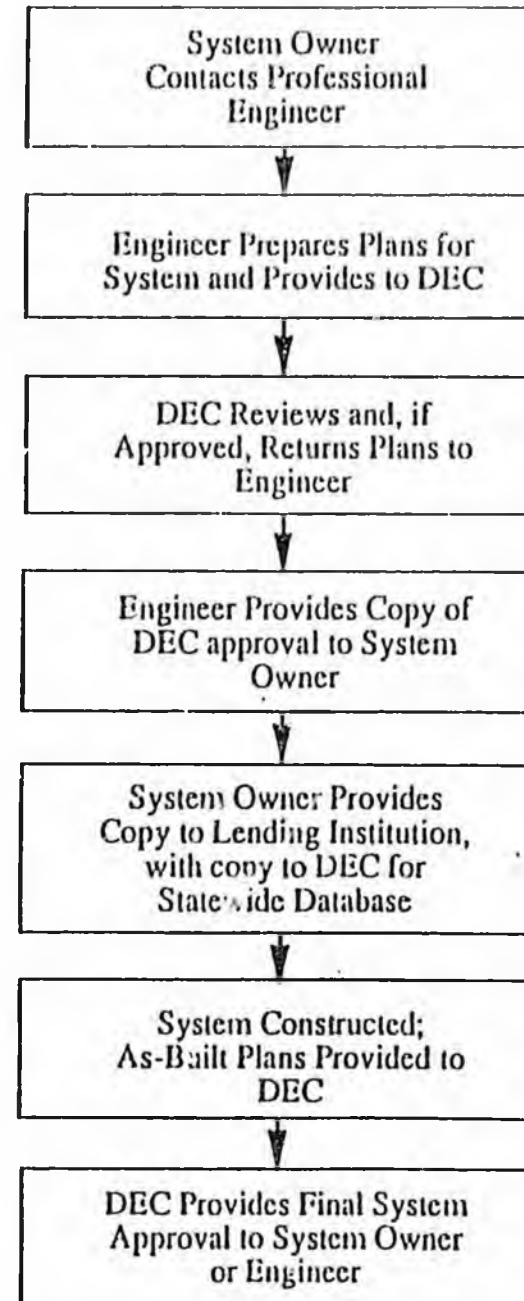 System Owner
Contacts Professional
Engineer
Engineer Prepares Plans for
System and Provides to DEC
DEC Reviews and, if
Approved, Returns Plans to
Engineer
Engineer Provides Copy of
DEC approval to System
Owner
System Owner Provides
Copy to Lending Institution,
with copy to DEC for
Statewide Database
System Constructed;
As-Built Plans Provided to
DEC
DEC Provides Final System
Approval to System Owner
or Engineer